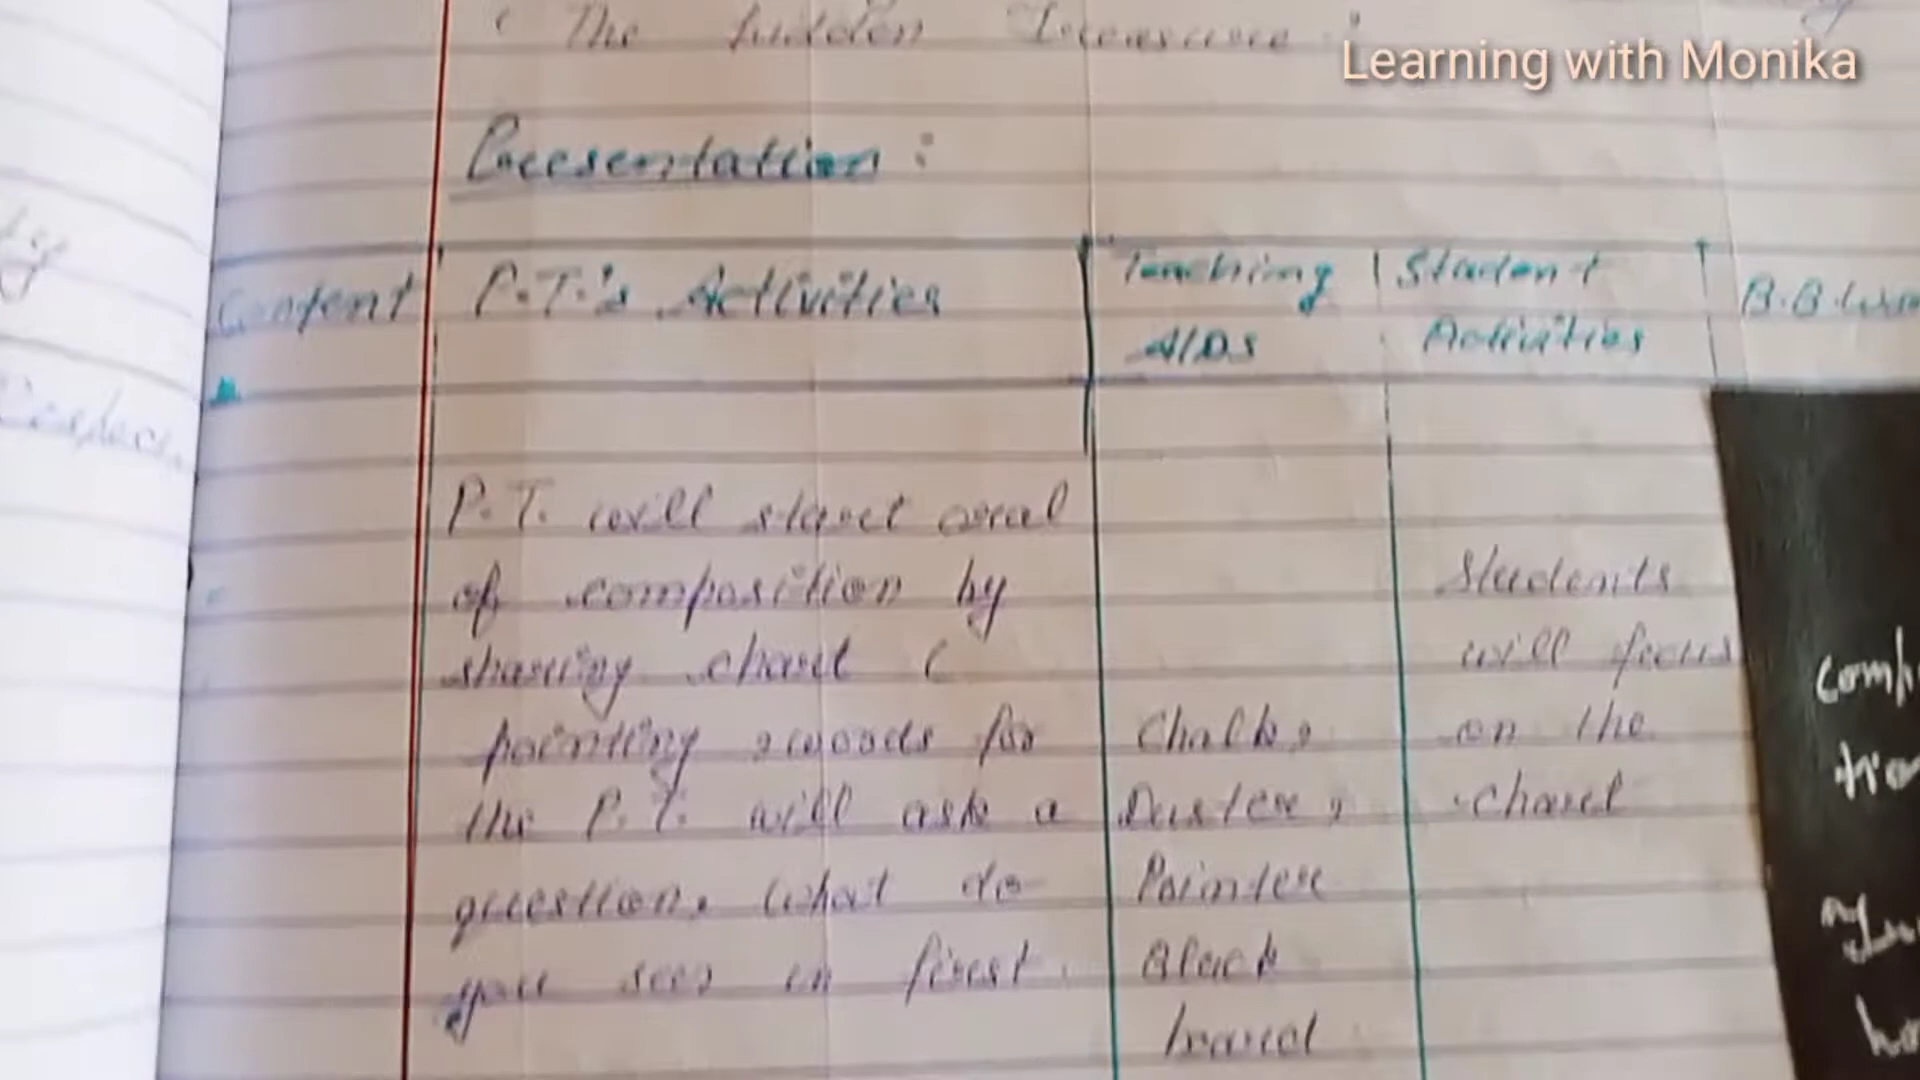 ' The hidden Treasure '
Learning with Monika
Presentation :
Content P.T.'s Activities Teaching AIDS Student Activities B.B.
P.T. will start oral
of composition by
showing chart (
pointing words for
the P.T. will ask a
question. What do
you see in first
Chalk,
Duster,
Pointer
Black
board
Students
will focus
on the
chart